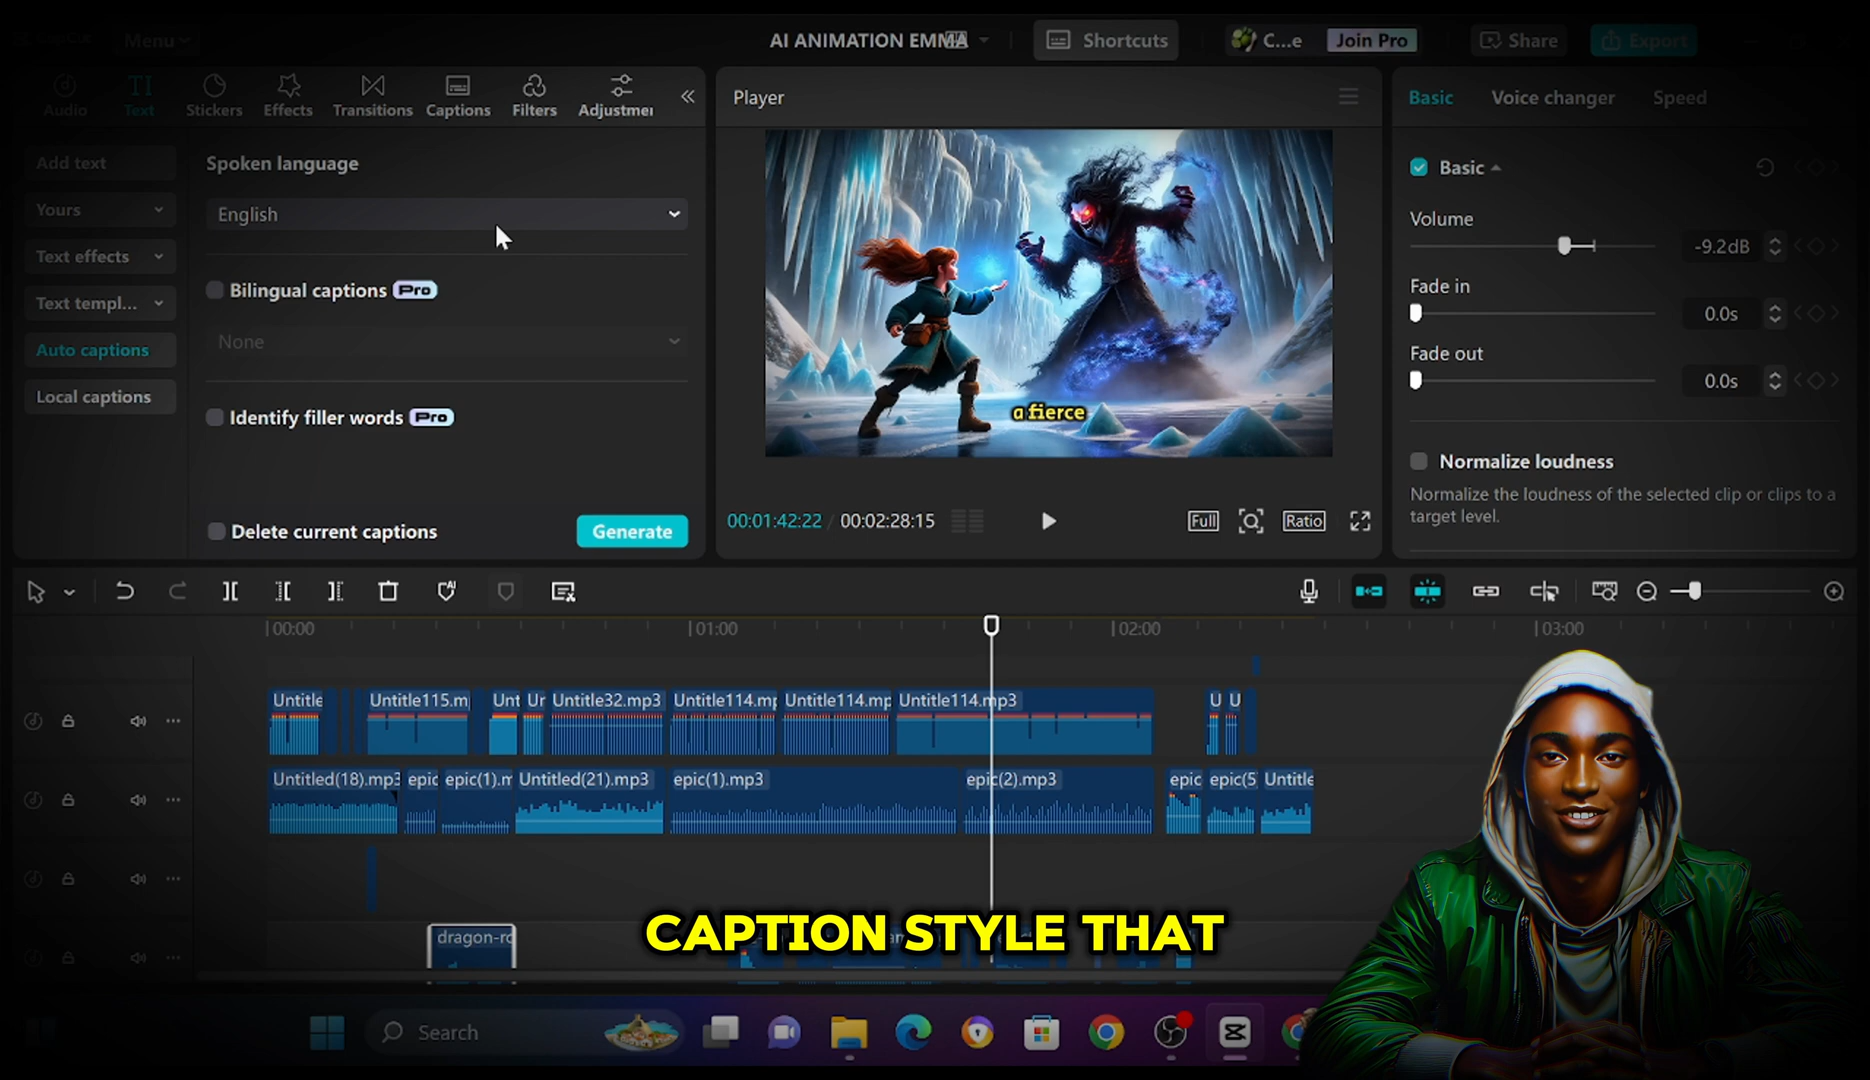 Menu
AI ANIMATION EMMA
Shortcuts
C...e
Join Pro
Share
Export
Audio
TI
Text
Stickers
Effects
Transitions
Captions
Filters
Adjustmer
Player
Basic
Voice changer
Speed
Add text
Yours
Text effects
Text templ...
Auto captions
Local captions
Spoken language
English
Bilingual captions Pro
None
Identify filler words Pro
Delete current captions
Generate
a fierce
00:01:42:22 / 00:02:28:15
Full
Ratio
Basic
Volume
-9.2dB
Fade in
0.0s
Fade out
0.0s
Normalize loudness
Normalize the loudness of the selected clip or clips to a
target level.
00:00
01:00
02:00
03:00
Untitle
Untitle115.m
Unt
Ur
Untitle32.mp3
Untitle114.mp
Untitle114.mp
Untitle114.mp3
U
U
Untitled(18).mp3
epic
epic(1).m
Untitled(21).mp3
epic(1).mp3
epic(2).mp3
epic
epic(5
Untitle
dragon-ro
CAPTION STYLE THAT
Search